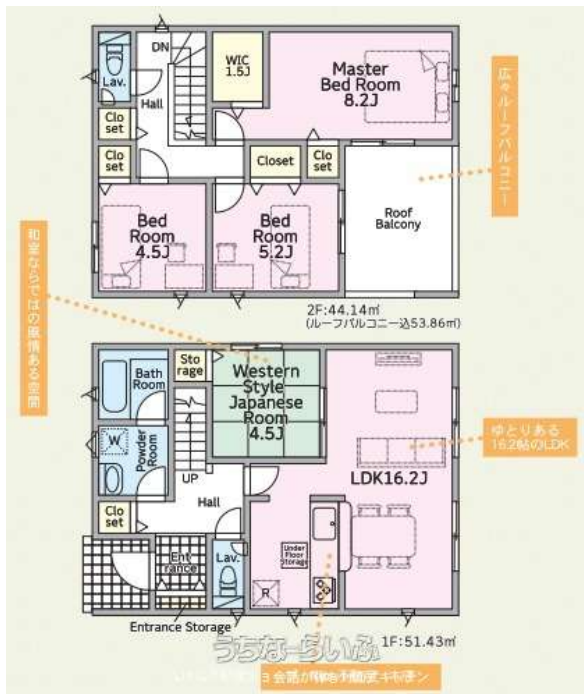 DN
WIC
1.5J
Lav.
Hall
Master
Bed Room
8.2J
広々ルーフバルコニー
Clo
set
Clo
set
Closet
Clo
set
Bed
Room
4.5J
Bed
Room
5.2J
Roof
Balcony
2F:44.14㎡
(ルーフバルコニー込53.86㎡)
和室ならではの風情ある空間
Bath
Room
Sto
rage
Western
Style
Japanese
Room
4.5J
W
Powder
Room
UP
Hall
LDK16.2J
ゆとりある
16.2帖のLDK
Clo
set
Ent
rance
Lav.
Under
Floor
Storage
R
Entrance Storage
1F:51.43㎡
うちなーらいふ